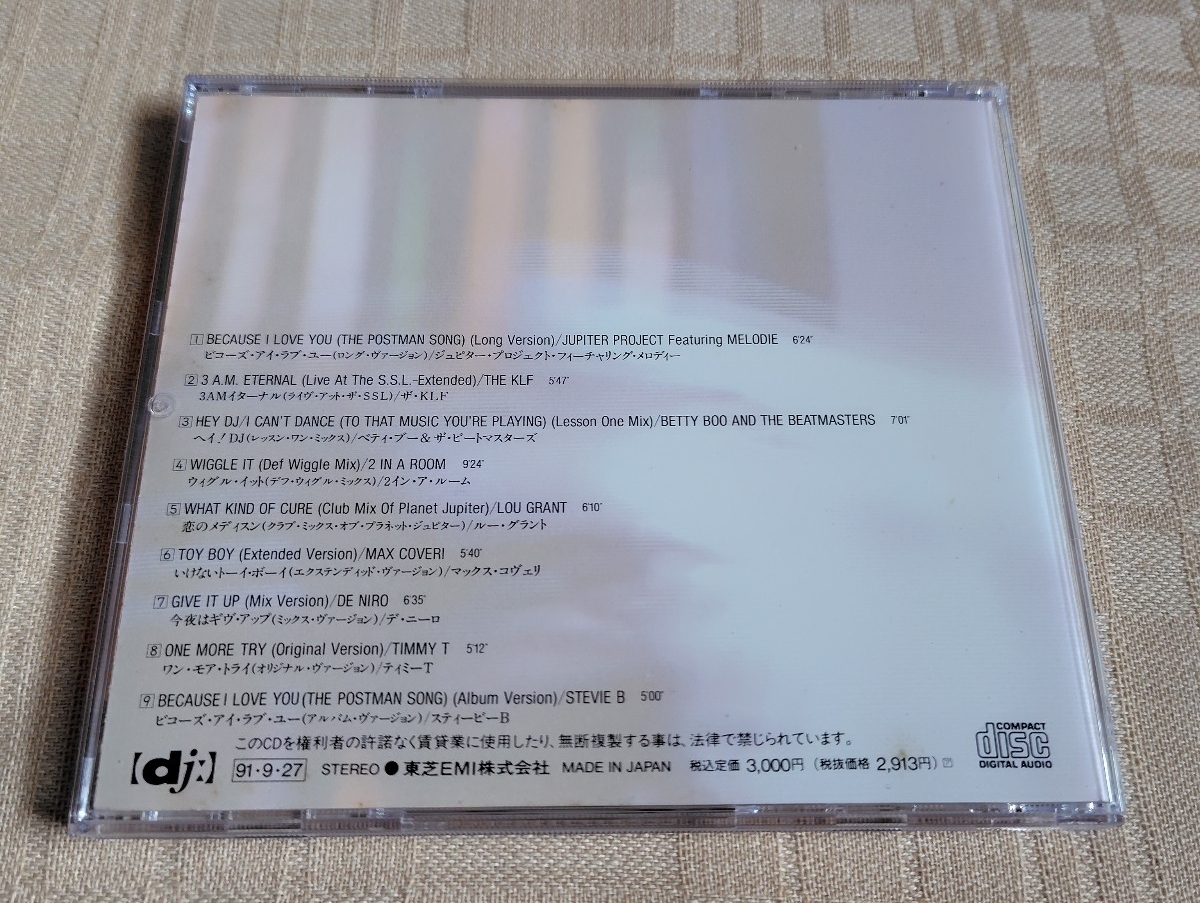 1 BECAUSE I LOVE YOU (THE POSTMAN SONG) (Long Version)/JUPITER PROJECT Featuring MELODIE 6'24"
ビコーズ・アイ・ラブ・ユー(ロング・ヴァージョン)/ジュピター・プロジェクト・フィーチャリング・メロディー
2 3 A.M. ETERNAL (Live At The S.S.L.-Extended)/THE KLF 5'47"
3AMイターナル(ライヴ・アット・ザ・SSL)/ザ・KLF
3 HEY DJ/I CAN'T DANCE (TO THAT MUSIC YOU'RE PLAYING) (Lesson One Mix)/BETTY BOO AND THE BEATMASTERS 7'01"
ヘイ!DJ(レッスン・ワン・ミックス)/ベティ・ブー&ザ・ビートマスターズ
4 WIGGLE IT (Def Wiggle Mix)/2 IN A ROOM 9'24"
ウィグル・イット(デフ・ウィグル・ミックス)/2イン・ア・ルーム
5 WHAT KIND OF CURE (Club Mix Of Planet Jupiter)/LOU GRANT 6'10"
恋のメディスン(クラブ・ミックス・オブ・プラネット・ジュピター)/ルー・グラント
6 TOY BOY (Extended Version)/MAX COVERI 5'40"
いけないトーイ・ボーイ(エクステンディッド・ヴァージョン)/マックス・コヴェリ
7 GIVE IT UP (Mix Version)/DE NIRO 6'35"
今夜はギヴ・アップ(ミックス・ヴァージョン)/デ・ニーロ
8 ONE MORE TRY (Original Version)/TIMMY T 5'12"
ワン・モア・トライ(オリジナル・ヴァージョン)/ティミーT
9 BECAUSE I LOVE YOU (THE POSTMAN SONG) (Album Version)/STEVIE B 5'00"
ビコーズ・アイ・ラブ・ユー(アルバム・ヴァージョン)/スティービーB
このCDを権利者の許諾なく賃貸業に使用したり、無断複製する事は、法律で禁じられています。
【dj:】 91・9・27 STEREO ● 東芝EMI株式会社 MADE IN JAPAN 税込定価 3,000円 (税抜価格 2,913円) Ⓟ
COMPACT
disc
DIGITAL AUDIO